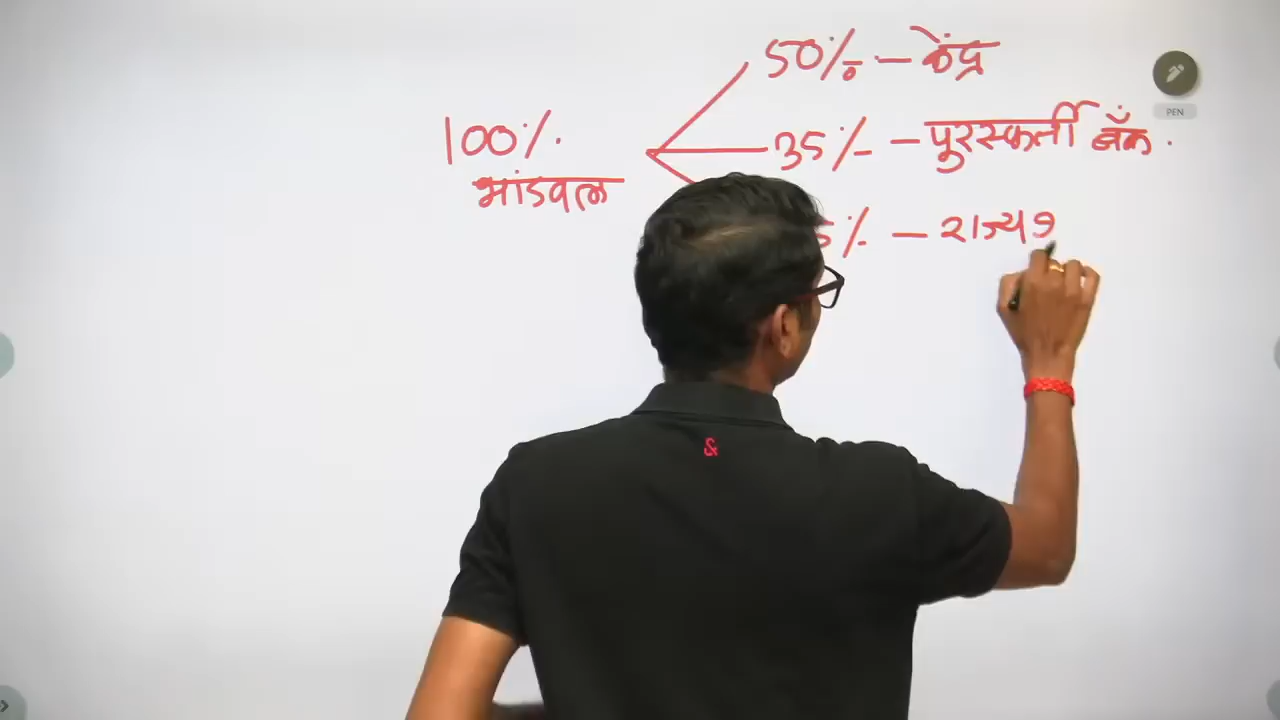 50% - केंद्र
100%
भांडवल
35% - पुरस्कर्ती बँक.
5% - राज्य
PEN